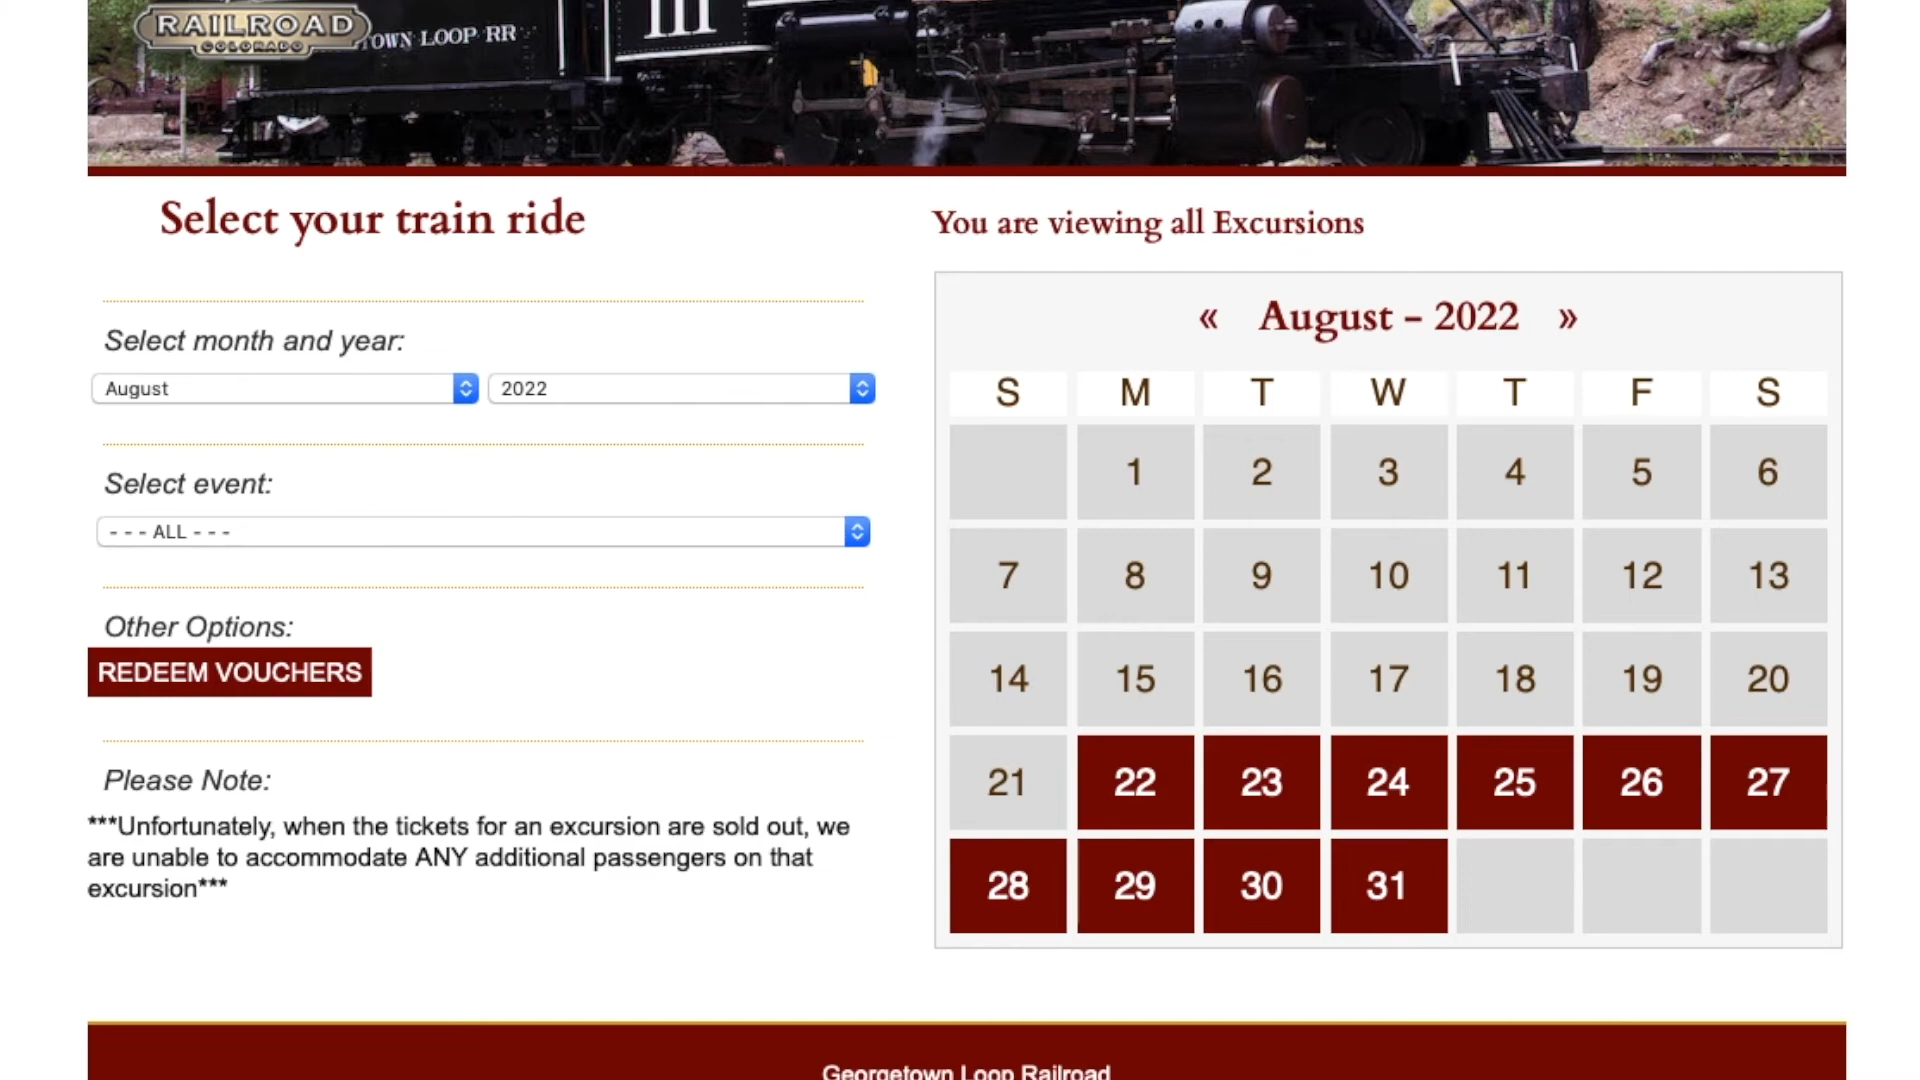 RAILROAD
COLORADO
TOWN LOOP RR
111
Select your train ride
Select month and year:
August 2022
Select event:
- - - ALL - - -
Other Options:
REDEEM VOUCHERS
Please Note:
***Unfortunately, when the tickets for an excursion are sold out, we
are unable to accommodate ANY additional passengers on that
excursion***
You are viewing all Excursions
« August - 2022 »
S M T W T F S
1 2 3 4 5 6
7 8 9 10 11 12 13
14 15 16 17 18 19 20
21 22 23 24 25 26 27
28 29 30 31
Georgetown Loop Railroad